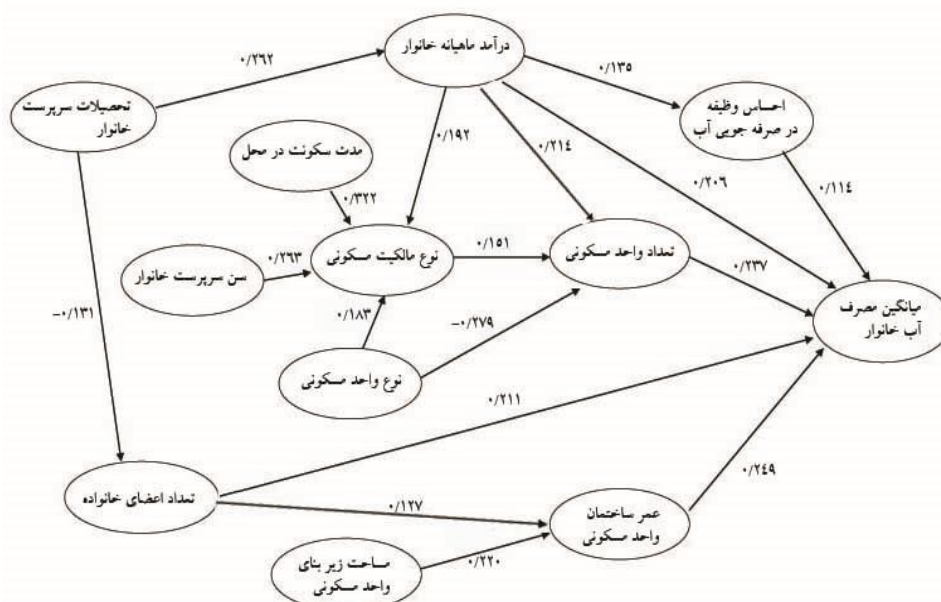 درآمد ماهیانه خانوار
۰/۲۶۲
۰/۱۳۵
تحصیلات سرپرست
خانوار
احساس وظیفه
در صرفه جویی آب
مدت سکونت در محل
۰/۱۹۲
۰/۲۱۴
۰/۲۰۶
۰/۱۱۴
۰/۳۲۲
نوع مالکیت مسکونی
۰/۱۵۱
تعداد واحد مسکونی
۰/۲۶۳
سن سرپرست خانوار
۰/۲۳۷
-۰/۱۳۱
۰/۱۸۳
-۰/۲۷۹
میانگین مصرف
آب خانوار
نوع واحد مسکونی
۰/۲۱۱
۰/۲٤۹
تعداد اعضای خانواده
۰/۱۲۷
عمر ساختمان
واحد مسکونی
مساحت زیر بنای
واحد مسکونی
۰/۲۲۰